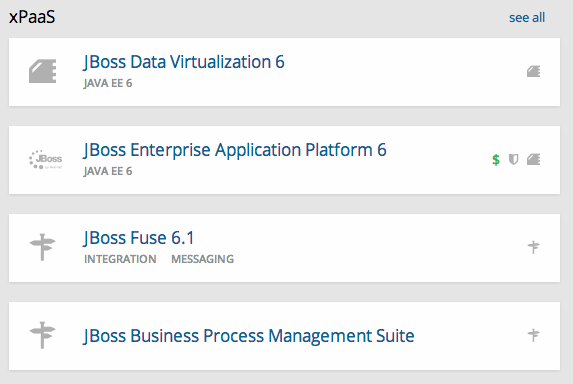 xPaaS
see all
JBoss Data Virtualization 6
JAVA EE 6
JBoss
JBoss Enterprise Application Platform 6
$
JAVA EE 6
JBoss Fuse 6.1
INTEGRATION MESSAGING
JBoss Business Process Management Suite